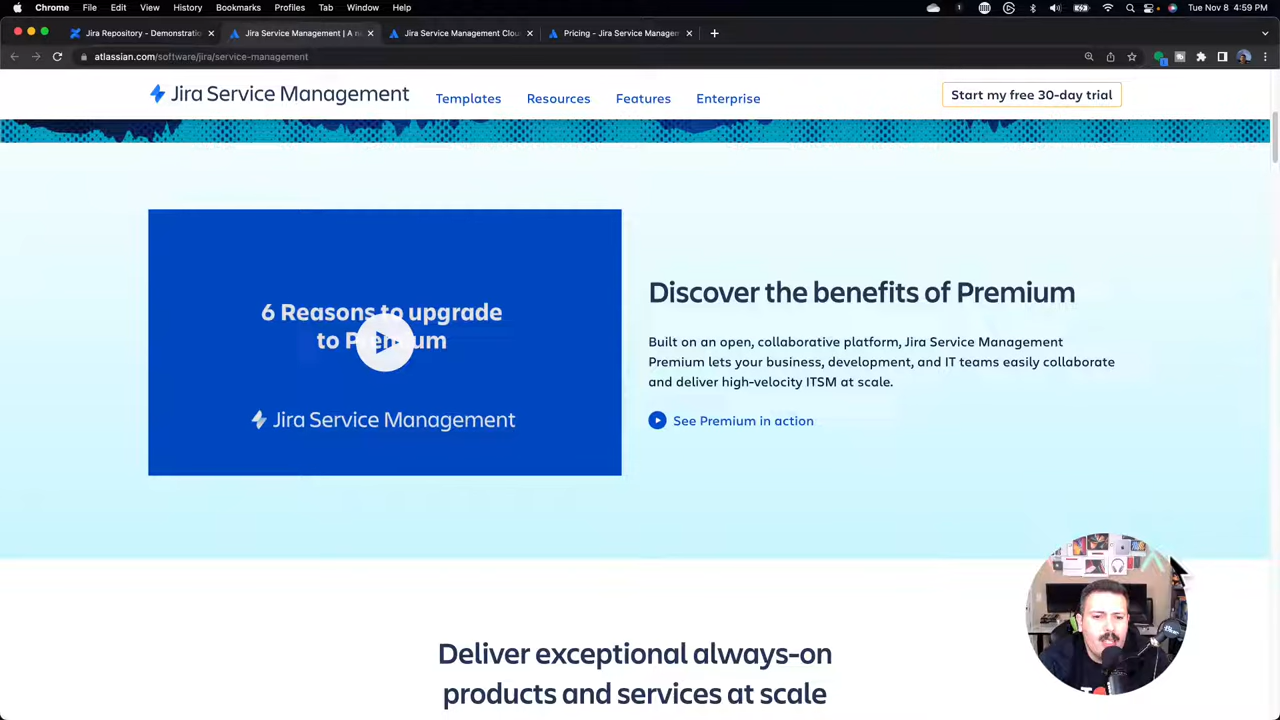 Chrome File Edit View History Bookmarks Profiles Tab Window Help
Tue Nov 8 4:59 PM
Jira Repository - Demonstratio
Jira Service Management | A n
Jira Service Management Clou
Pricing - Jira Service Managem
atlassian.com/software/jira/service-management
Jira Service Management
Templates Resources Features Enterprise
Start my free 30-day trial
6 Reasons to upgrade
to Premium
Jira Service Management
Discover the benefits of Premium
Built on an open, collaborative platform, Jira Service Management
Premium lets your business, development, and IT teams easily collaborate
and deliver high-velocity ITSM at scale.
See Premium in action
Deliver exceptional always-on
products and services at scale